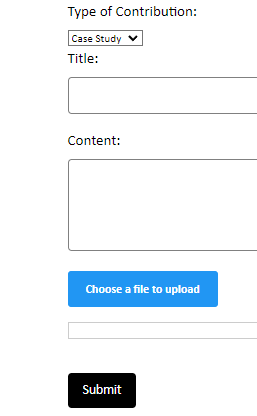 Type of Contribution:
Case Study
Title:
Content:
Choose a file to upload
Submit